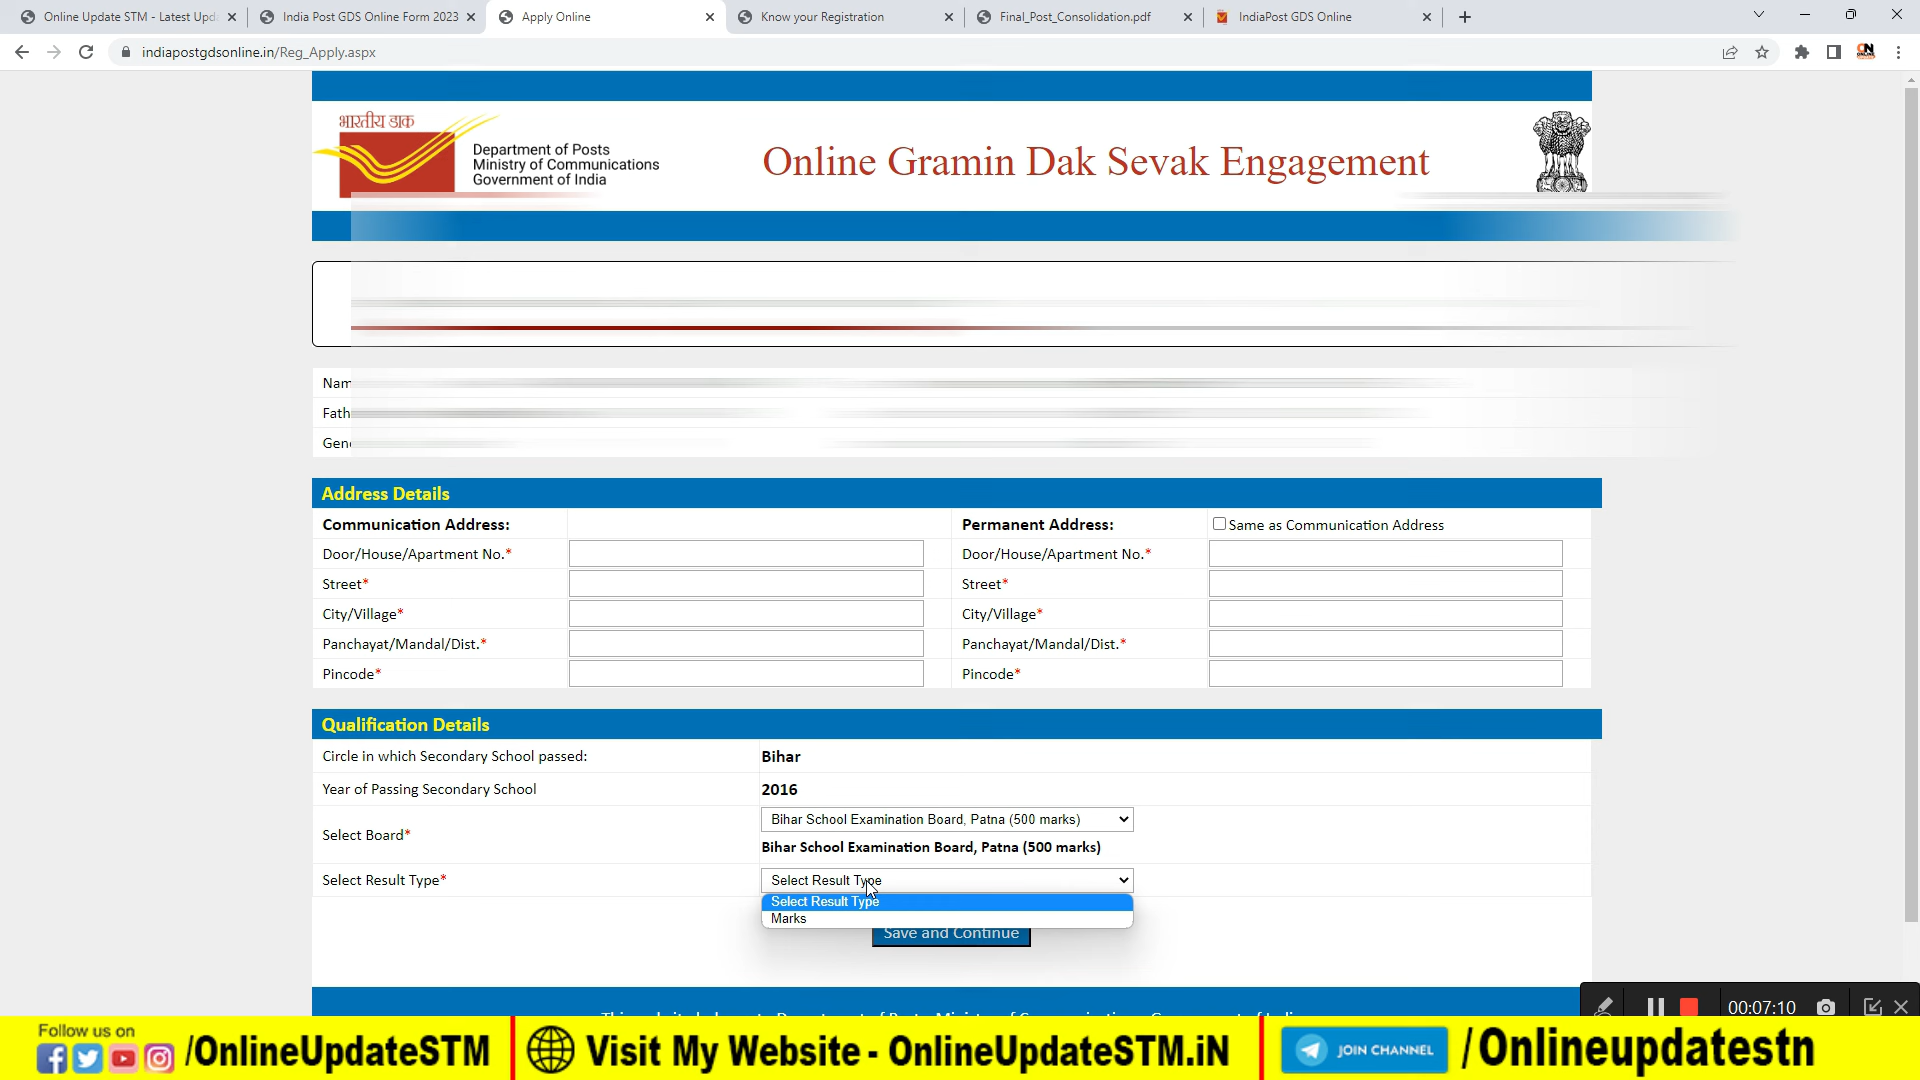 Online Update STM - Latest Upd
India Post GDS Online Form 2023
Apply Online
Know your Registration
Final_Post_Consolidation.pdf
IndiaPost GDS Online
indiapostgdsonline.in/Reg_Apply.aspx
भारतीय डाक
Department of Posts
Ministry of Communications
Government of India
Online Gramin Dak Sevak Engagement
Nam
Fath
Gen
Address Details
Communication Address:
Permanent Address:
Same as Communication Address
Door/House/Apartment No.*
Door/House/Apartment No.*
Street*
Street*
City/Village*
City/Village*
Panchayat/Mandal/Dist.*
Panchayat/Mandal/Dist.*
Pincode*
Pincode*
Qualification Details
Circle in which Secondary School passed:
Bihar
Year of Passing Secondary School
2016
Select Board*
Bihar School Examination Board, Patna (500 marks)
Bihar School Examination Board, Patna (500 marks)
Select Result Type*
Select Result Type
Select Result Type
Marks
Save and Continue
00:07:10
Follow us on
/OnlineUpdateSTM
Visit My Website - OnlineUpdateSTM.iN
JOIN CHANNEL
/Onlineupdatestn